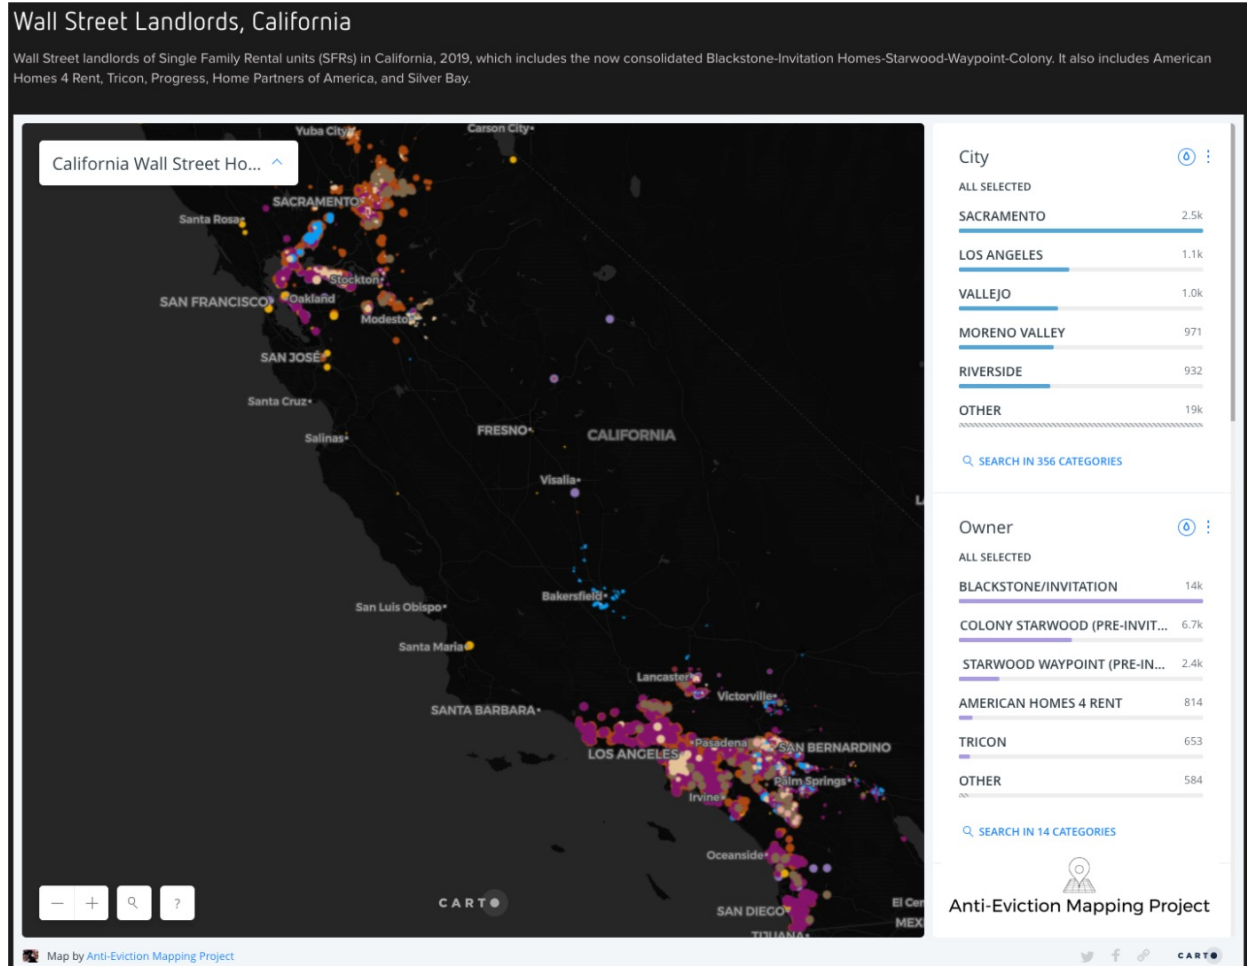 Wall Street Landlords, California
Wall Street landlords of Single Family Rental units (SFRs) in California, 2019, which includes the now consolidated Blackstone-Invitation Homes-Starwood-Waypoint-Colony. It also includes American
Homes 4 Rent, Tricon, Progress, Home Partners of America, and Silver Bay.
California Wall Street Ho...
Yuba City
Carson City
SACRAMENTO
Santa Rosa
Stockton
SAN FRANCISCO
Oakland
Modesto
SAN JOSÉ
Santa Cruz
Salinas
FRESNO
CALIFORNIA
Visalia
L
Bakersfield
San Luis Obispo
Santa Maria
Lancaster
Victorville
SANTA BARBARA
Pasadena
SAN BERNARDINO
LOS ANGELES
Palm Springs
Irvine
Oceanside
SAN DIEGO
El Cen
MEXI
TIJUANA
− + ?
CARTO
City
ALL SELECTED
SACRAMENTO 2.5k
LOS ANGELES 1.1k
VALLEJO 1.0k
MORENO VALLEY 971
RIVERSIDE 932
OTHER 19k
SEARCH IN 356 CATEGORIES
Owner
ALL SELECTED
BLACKSTONE/INVITATION 14k
COLONY STARWOOD (PRE-INVIT... 6.7k
STARWOOD WAYPOINT (PRE-IN... 2.4k
AMERICAN HOMES 4 RENT 814
TRICON 653
OTHER 584
SEARCH IN 14 CATEGORIES
Anti-Eviction Mapping Project
Map by Anti-Eviction Mapping Project
CARTO